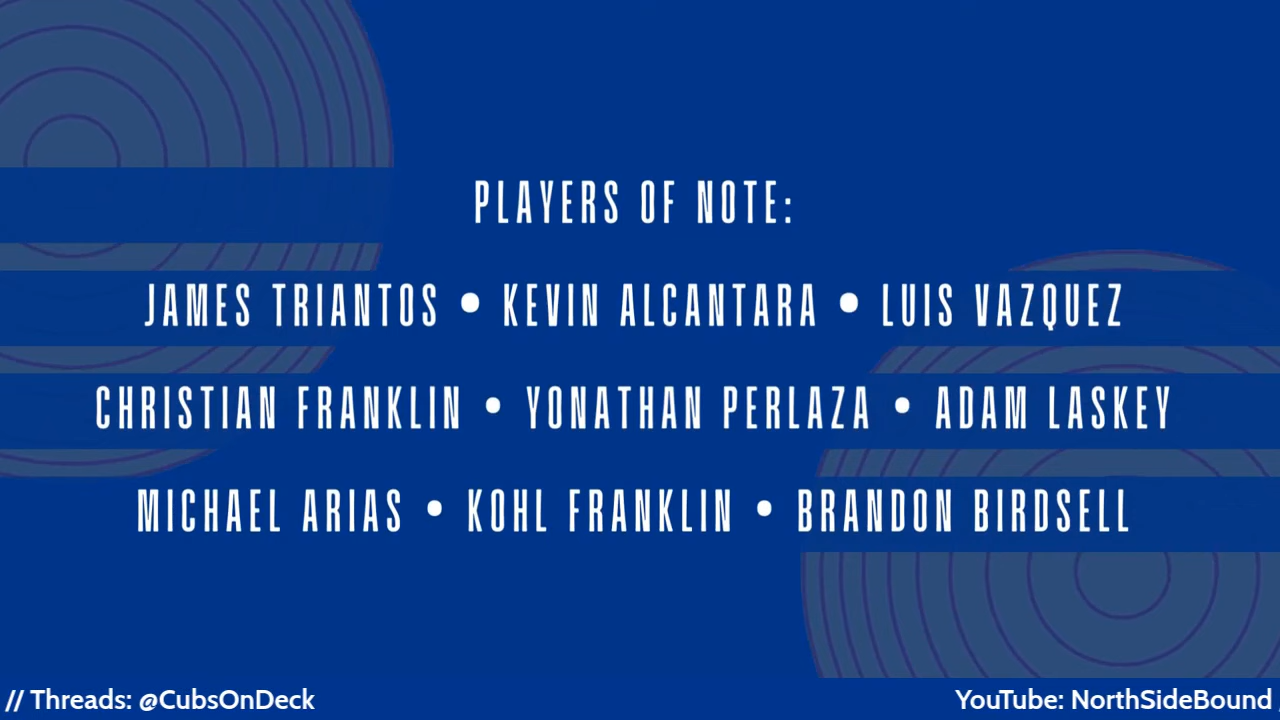 PLAYERS OF NOTE:
JAMES TRIANTOS • KEVIN ALCANTARA • LUIS VAZQUEZ
CHRISTIAN FRANKLIN • YONATHAN PERLAZA • ADAM LASKEY
MICHAEL ARIAS • KOHL FRANKLIN • BRANDON BIRDSELL
// Threads: @CubsOnDeck
YouTube: NorthSideBound